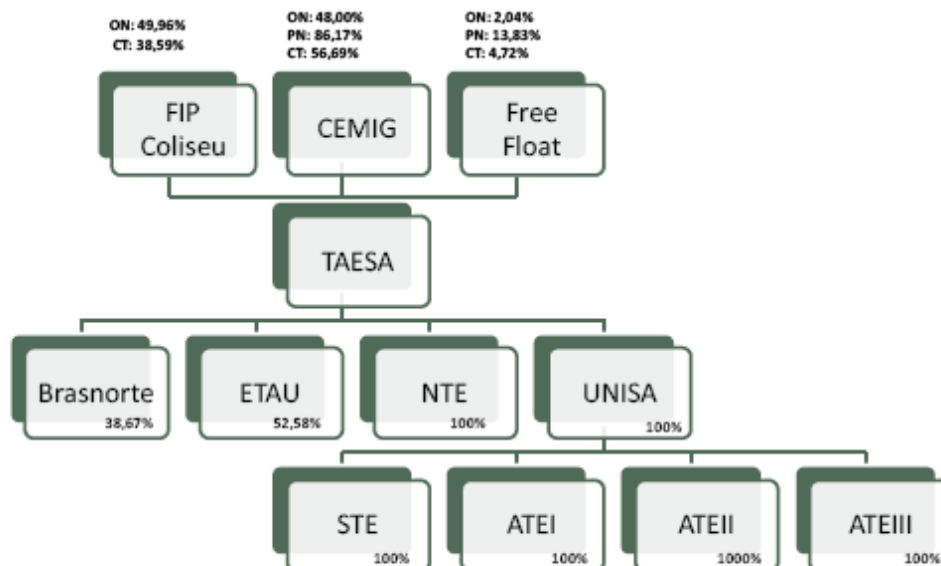 ON: 49,96%
CT: 38,59%
ON: 48,00%
PN: 86,17%
CT: 56,69%
ON: 2,04%
PN: 13,83%
CT: 4,72%
FIP
Coliseu
CEMIG
Free
Float
TAESA
Brasnorte
38,67%
ETAU
52,58%
NTE
100%
UNISA
100%
STE
100%
ATEI
100%
ATEII
1000%
ATEIII
100%